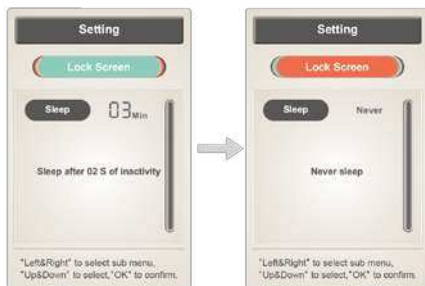 Setting
Lock Screen
Sleep 03 Min
Sleep after 02 S of inactivity
"Left&Right" to select sub menu,
"Up&Down" to select,"OK" to confirm.
Setting
Lock Screen
Sleep Never
Never sleep
"Left&Right" to select sub menu,
"Up&Down" to select,"OK" to confirm.